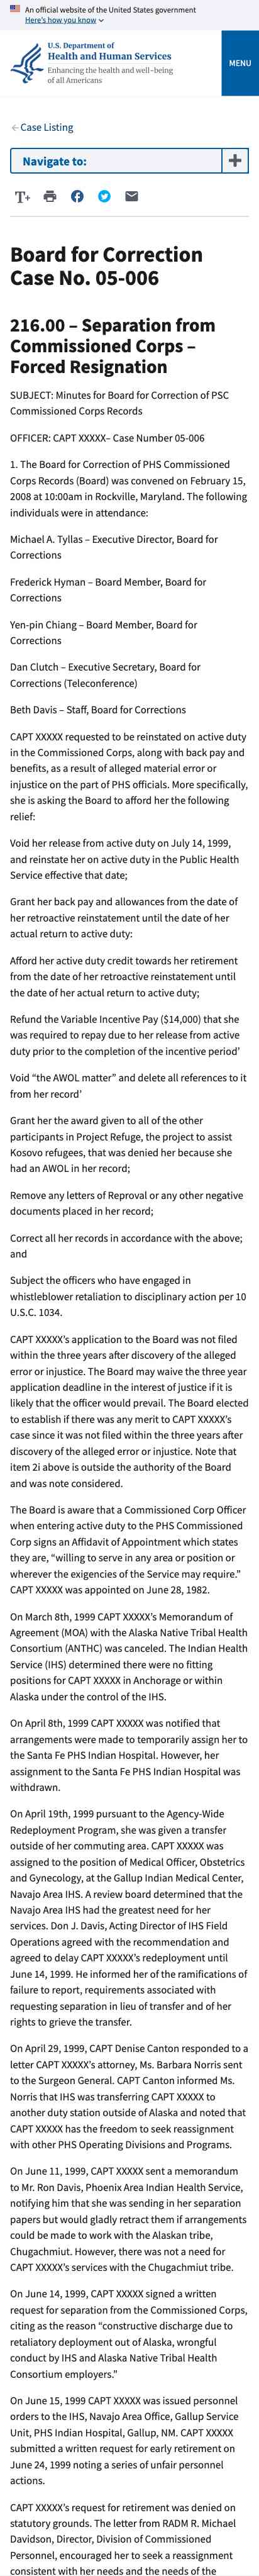 An official website of the United States government
Here's how you know
U.S. Department of
Health and Human Services
Enhancing the health and well-being
of all Americans
MENU
Case Listing
Navigate to:
T+
Board for Correction
Case No. 05-006
216.00 – Separation from
Commissioned Corps –
Forced Resignation
SUBJECT: Minutes for Board for Correction of PSC
Commissioned Corps Records
OFFICER: CAPT XXXXX– Case Number 05-006
1. The Board for Correction of PHS Commissioned
Corps Records (Board) was convened on February 15,
2008 at 10:00am in Rockville, Maryland. The following
individuals were in attendance:
Michael A. Tyllas – Executive Director, Board for
Corrections
Frederick Hyman – Board Member, Board for
Corrections
Yen-pin Chiang – Board Member, Board for
Corrections
Dan Clutch – Executive Secretary, Board for
Corrections (Teleconference)
Beth Davis – Staff, Board for Corrections
CAPT XXXXX requested to be reinstated on active duty
in the Commissioned Corps, along with back pay and
benefits, as a result of alleged material error or
injustice on the part of PHS officials. More specifically,
she is asking the Board to afford her the following
relief:
Void her release from active duty on July 14, 1999,
and reinstate her on active duty in the Public Health
Service effective that date;
Grant her back pay and allowances from the date of
her retroactive reinstatement until the date of her
actual return to active duty:
Afford her active duty credit towards her retirement
from the date of her retroactive reinstatement until
the date of her actual return to active duty;
Refund the Variable Incentive Pay ($14,000) that she
was required to repay due to her release from active
duty prior to the completion of the incentive period’
Void “the AWOL matter” and delete all references to it
from her record’
Grant her the award given to all of the other
participants in Project Refuge, the project to assist
Kosovo refugees, that was denied her because she
had an AWOL in her record;
Remove any letters of Reproval or any other negative
documents placed in her record;
Correct all her records in accordance with the above;
and
Subject the officers who have engaged in
whistleblower retaliation to disciplinary action per 10
U.S.C. 1034.
CAPT XXXXX’s application to the Board was not filed
within the three years after discovery of the alleged
error or injustice. The Board may waive the three year
application deadline in the interest of justice if it is
likely that the officer would prevail. The Board elected
to establish if there was any merit to CAPT XXXXX’s
case since it was not filed within the three years after
discovery of the alleged error or injustice. Note that
item 2i above is outside the authority of the Board
and was note considered.
The Board is aware that a Commissioned Corp Officer
when entering active duty to the PHS Commissioned
Corp signs an Affidavit of Appointment which states
they are, “willing to serve in any area or position or
wherever the exigencies of the Service may require.”
CAPT XXXXX was appointed on June 28, 1982.
On March 8th, 1999 CAPT XXXXX’s Memorandum of
Agreement (MOA) with the Alaskan Native Tribal Health
Consortium (ANTHC) was canceled. The Indian Health
Service (IHS) determined there were no fitting
positions for CAPT XXXXX in Anchorage or within
Alaska under the control of the IHS.
On April 8th, 1999 CAPT XXXXX was notified that
arrangements were made to temporarily assign her to
the Santa Fe PHS Indian Hospital. However, her
assignment to the Santa Fe PHS Indian Hospital was
withdrawn.
On April 19th, 1999 pursuant to the Agency-Wide
Redeployment Program, she was given a transfer
outside of her commuting area. CAPT XXXXX was
assigned to the position of Medical Officer, Obstetrics
and Gynecology, at the Gallup Indian Medical Center,
Navajo Area IHS. A review board determined that the
Navajo Area IHS had the greatest need for her
services. Don J. Davis, Acting Director of IHS Field
Operations agreed with the recommendation and
agreed to delay CAPT XXXXX’s redeployment until
June 14, 1999. He informed her of the ramifications of
failure to report, requirements associated with
requesting separation in lieu of transfer and of her
rights to grieve the transfer.
On April 29, 1999, CAPT Denise Canton responded to a
letter CAPT XXXXX’s attorney, Ms. Barbara Norris sent
to the Surgeon General. CAPT Canton informed Ms.
Norris that IHS was transferring CAPT XXXXX to
another duty station outside of Alaska and noted that
CAPT XXXXX has the freedom to seek reassignment
with other PHS Operating Divisions and Programs.
On June 11, 1999, CAPT XXXXX sent a memorandum
to Mr. Ron Davis, Phoenix Area Indian Health Service,
notifying him that she was sending in her separation
papers but would gladly retract them if arrangements
could be made to work with the Alaskan tribe,
Chugachmiut. However, there was not a need for
CAPT XXXXX’s services with the Chugachmiut tribe.
On June 14, 1999, CAPT XXXXX signed a written
request for separation from the Commissioned Corps,
citing as the reason “constructive discharge due to
retaliatory deployment out of Alaska, wrongful
conduct by IHS and Alaska Native Tribal Health
Consortium employers.”
On June 15, 1999 CAPT XXXXX was issued personnel
orders to the IHS, Navajo Area Office, Gallup Service
Unit, PHS Indian Hospital, Gallup, NM. CAPT XXXXX
submitted a written request for early retirement on
June 24, 1999 noting a series of unfair personnel
actions.
CAPT XXXXX’s request for retirement was denied on
statutory grounds. The letter from RADM R. Michael
Davidson, Director, Division of Commissioned
Personnel, encouraged her to seek a reassignment
consistent with her needs and the needs of the